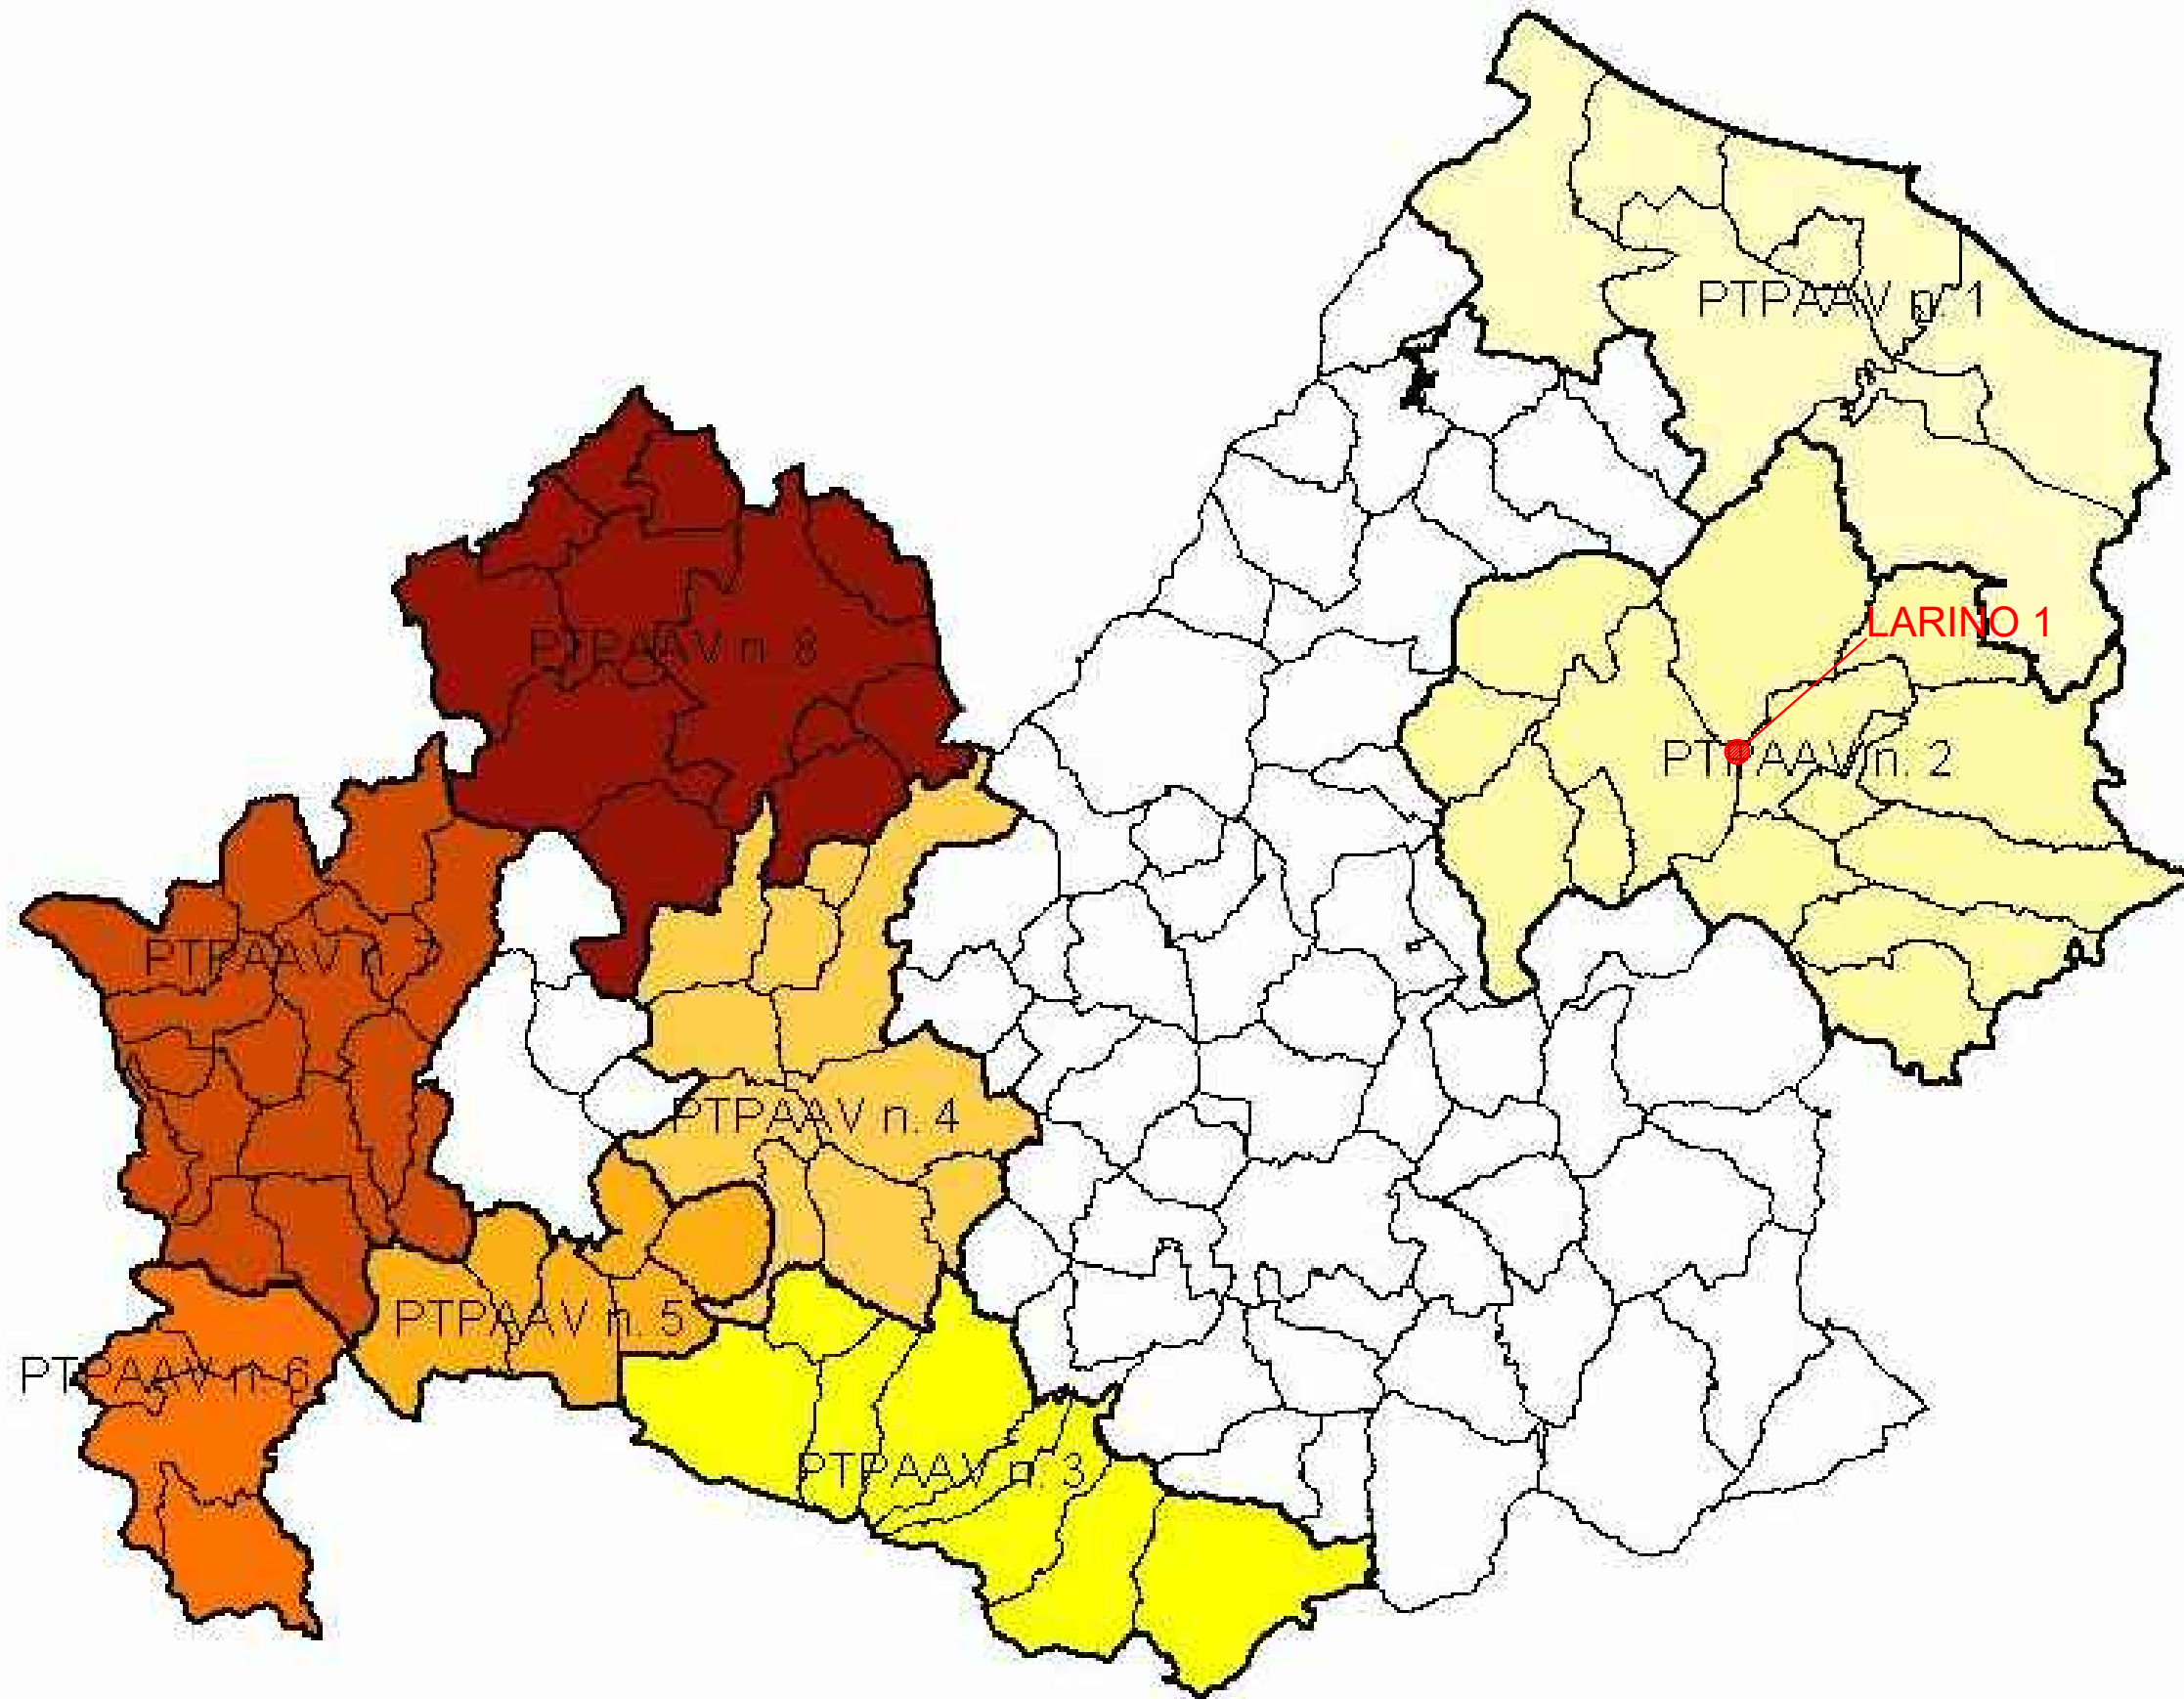 PTPAAV n. 1
LARINO 1
PTPAAV n. 8
PTPAAV n. 2
PTPAAV n. 7
PTPAAV n. 4
PTPAAV n. 5
PTPAAV n. 6
PTPAAV n. 3